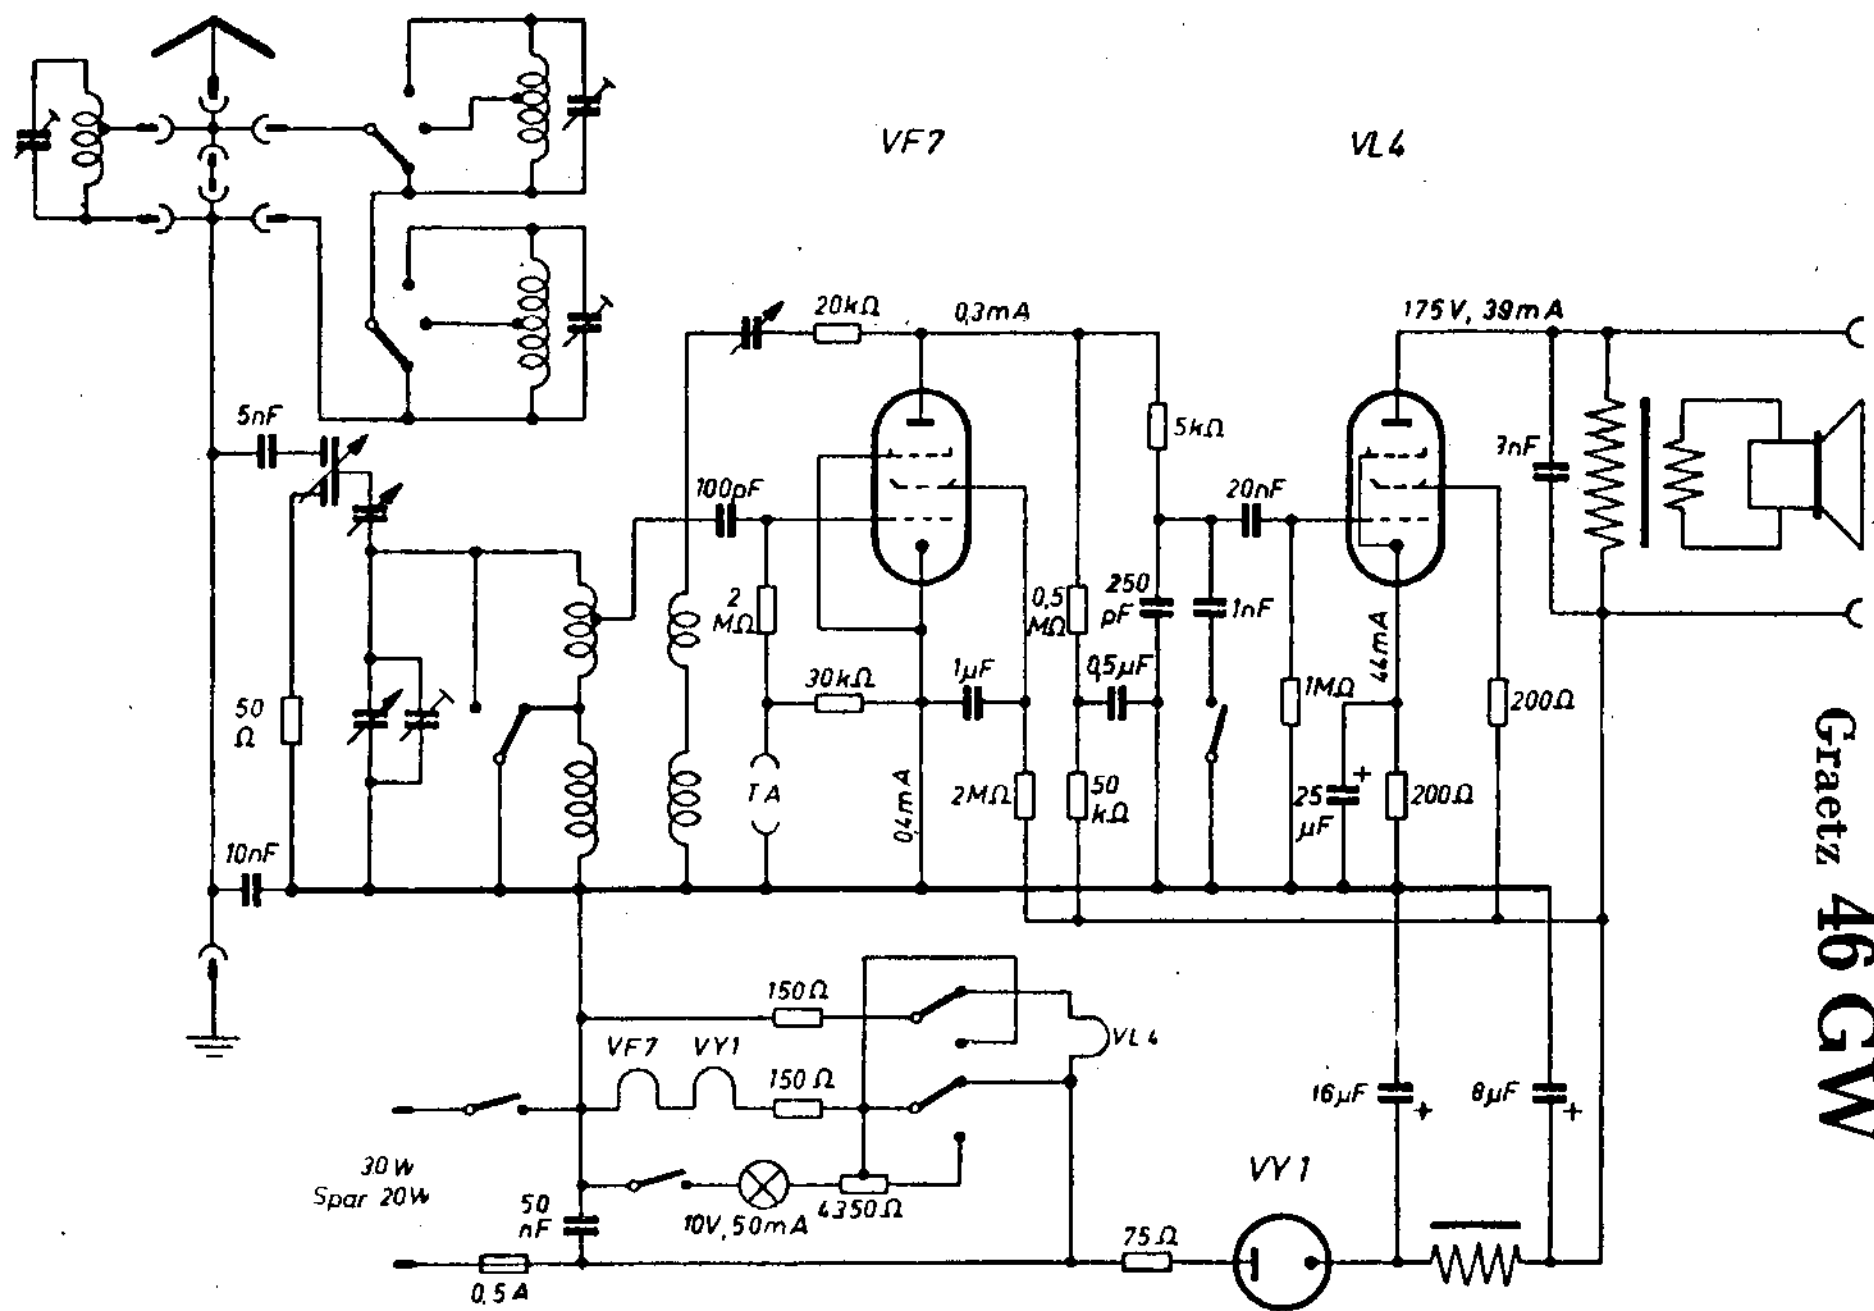 VF7
VL4
20kΩ
0,3mA
175V, 39mA
5nF
5kΩ
3nF
100pF
20nF
2
MΩ
250
pF
0,5
MΩ
1nF
44mA
30kΩ
1µF
0,5µF
1MΩ
200Ω
50
Ω
TA
0,4mA
2MΩ
50
kΩ
25
µF
+
200Ω
10nF
Graetz 46 GW
150Ω
VF7
VY1
150Ω
VL4
16µF
+
8µF
+
30W
Spar 20W
50
nF
10V, 50mA
4350Ω
VY1
75Ω
0,5A